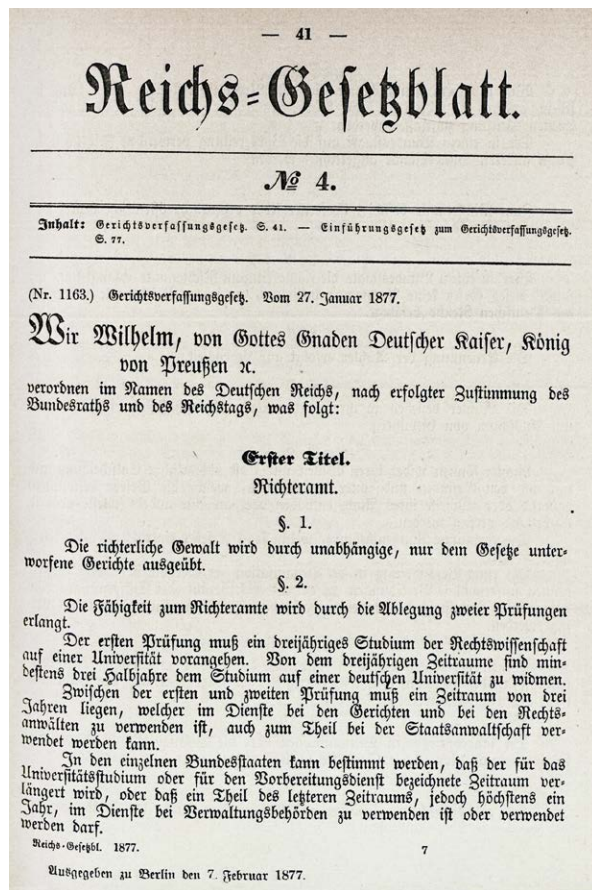 — 41 —
Reichs-Gesetzblatt.
№ 4.
Inhalt: Gerichtsverfassungsgesetz. S. 41. — Einführungsgesetz zum Gerichtsverfassungsgesetz.
S. 77.
(Nr. 1163.) Gerichtsverfassungsgesetz. Vom 27. Januar 1877.
Wir Wilhelm, von Gottes Gnaden Deutscher Kaiser, König
von Preußen ꝛc.
verordnen im Namen des Deutschen Reichs, nach erfolgter Zustimmung des
Bundesraths und des Reichstags, was folgt:
Erster Titel.
Richteramt.
§. 1.
Die richterliche Gewalt wird durch unabhängige, nur dem Gesetze unter-
worfene Gerichte ausgeübt.
§. 2.
Die Fähigkeit zum Richteramte wird durch die Ablegung zweier Prüfungen
erlangt.
Der ersten Prüfung muß ein dreijähriges Studium der Rechtswissenschaft
auf einer Universität vorangehen. Von dem dreijährigen Zeitraume sind min-
destens drei Halbjahre dem Studium auf einer deutschen Universität zu widmen.
Zwischen der ersten und zweiten Prüfung muß ein Zeitraum von drei
Jahren liegen, welcher im Dienste bei den Gerichten und bei den Rechts-
anwälten zu verwenden ist, auch zum Theil bei der Staatsanwaltschaft ver-
wendet werden kann.
In den einzelnen Bundesstaaten kann bestimmt werden, daß der für das
Universitätsstudium oder für den Vorbereitungsdienst bezeichnete Zeitraum ver-
längert wird, oder daß ein Theil des letzteren Zeitraums, jedoch höchstens ein
Jahr, im Dienste bei Verwaltungsbehörden zu verwenden ist oder verwendet
werden darf.
Reichs-Gesetzbl. 1877. 7
Ausgegeben zu Berlin den 7. Februar 1877.